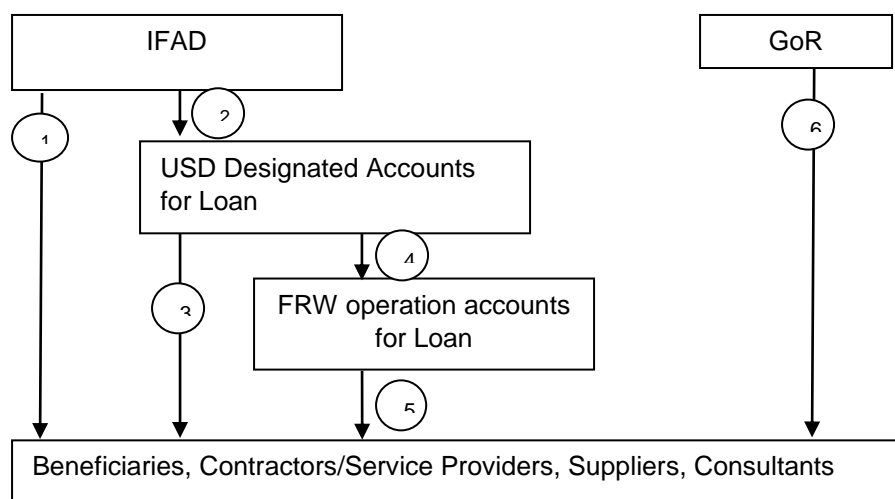 IFAD
GoR
1
2
USD Designated Accounts
for Loan
3
4
FRW operation accounts
for Loan
5
6
Beneficiaries, Contractors/Service Providers, Suppliers, Consultants